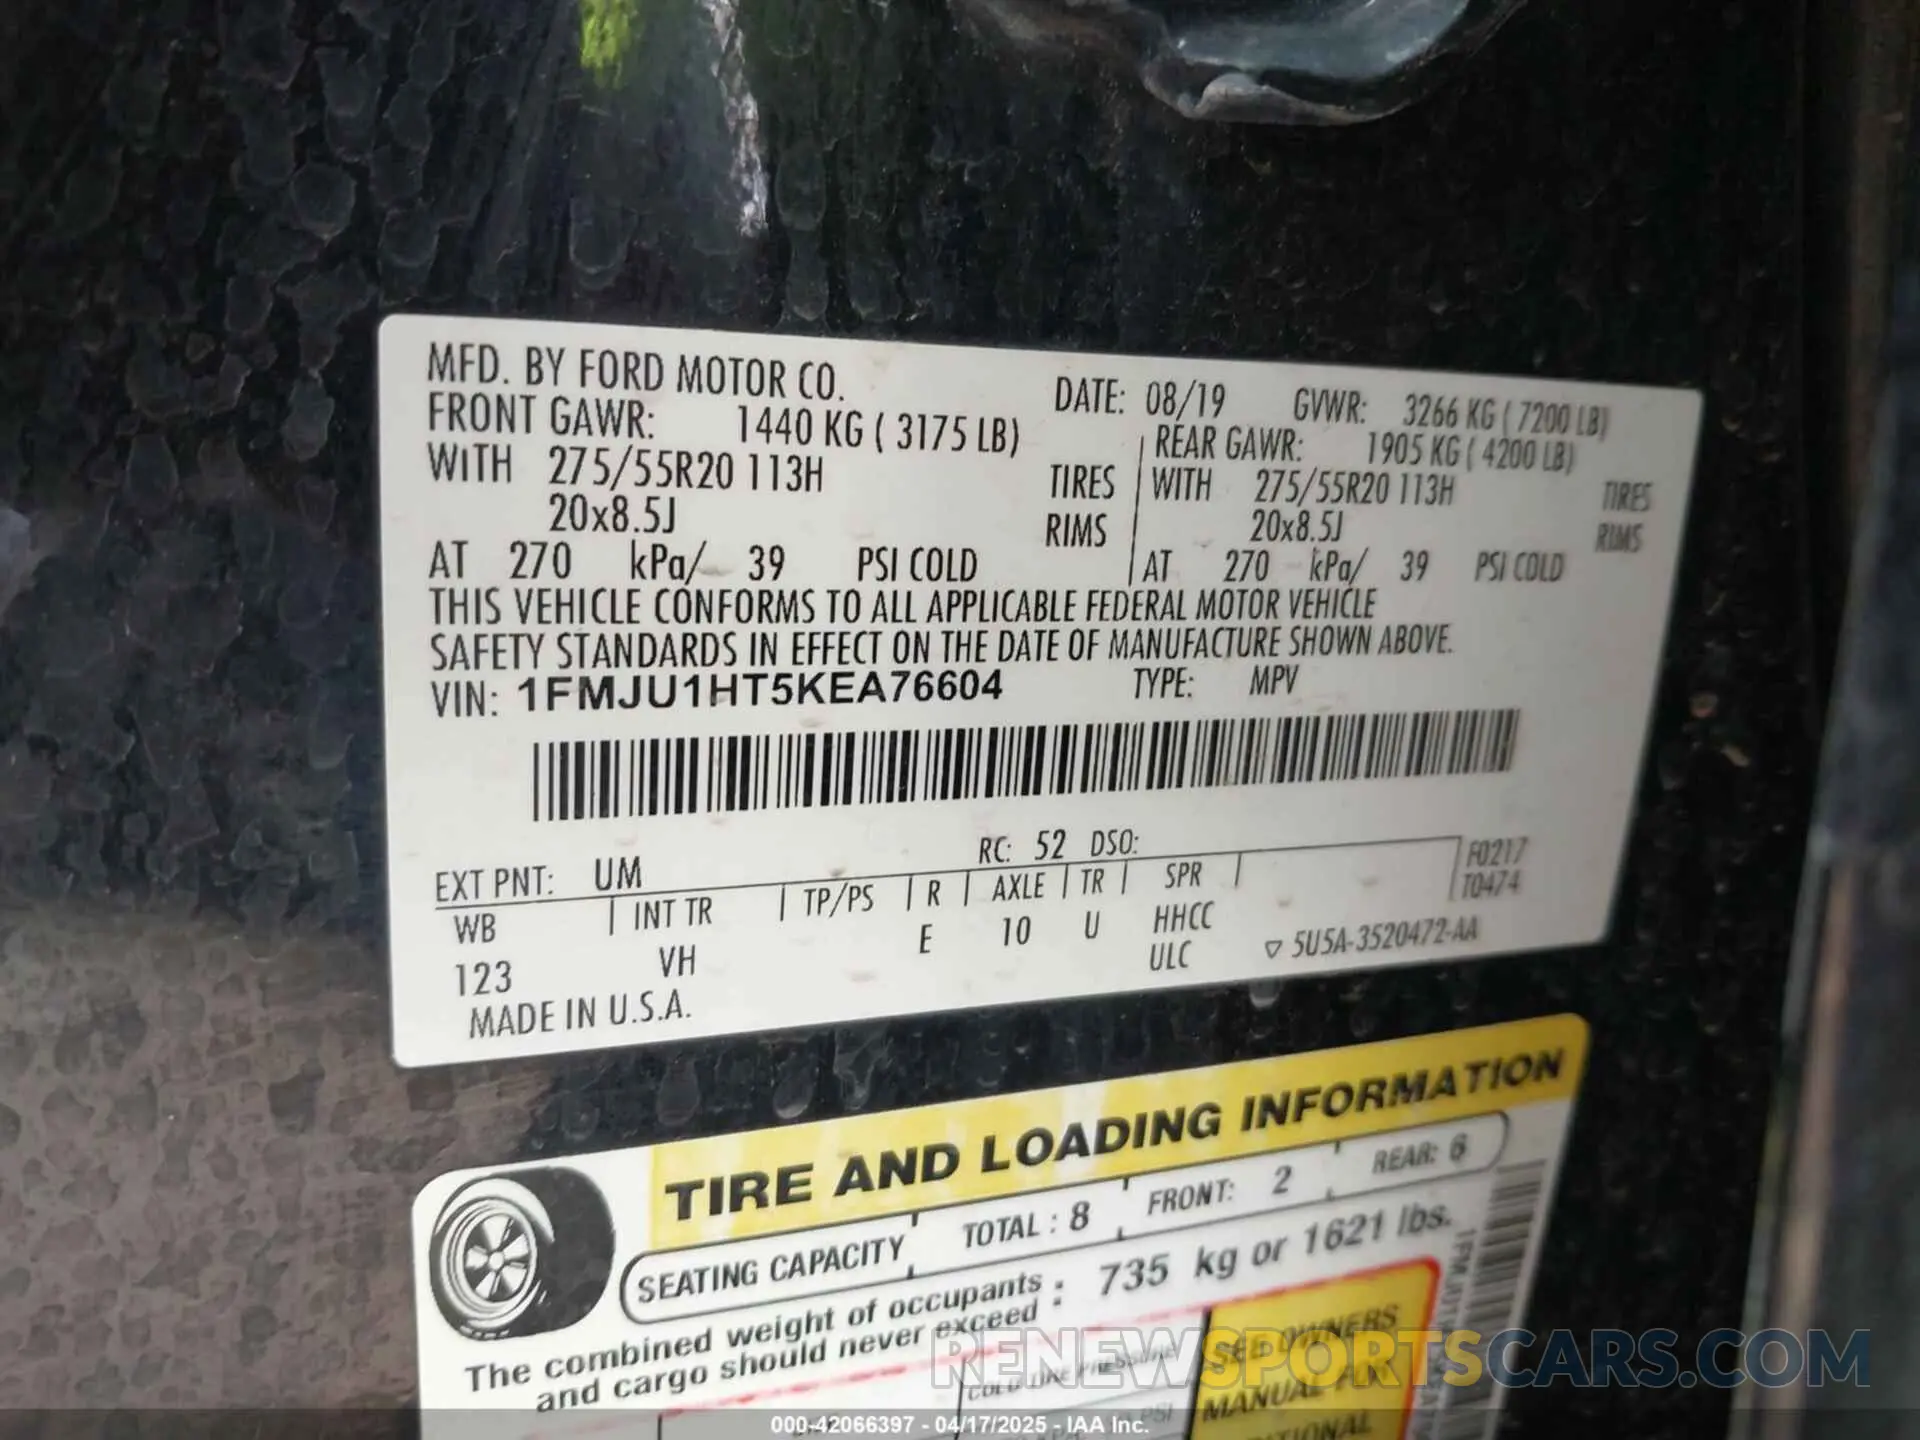 MFD. BY FORD MOTOR CO.
DATE: 08/19 GVWR: 3266 KG ( 7200 LB)
FRONT GAWR: 1440 KG ( 3175 LB) REAR GAWR: 1905 KG ( 4200 LB)
WITH 275/55R20 113H TIRES WITH 275/55R20 113H TIRES
20x8.5J RIMS 20x8.5J RIMS
AT 270 kPa/ 39 PSI COLD AT 270 kPa/ 39 PSI COLD
THIS VEHICLE CONFORMS TO ALL APPLICABLE FEDERAL MOTOR VEHICLE
SAFETY STANDARDS IN EFFECT ON THE DATE OF MANUFACTURE SHOWN ABOVE.
VIN: 1FMJU1HT5KEA76604 TYPE: MPV
EXT PNT: UM RC: 52 DSO:
WB INT TR TP/PS R AXLE TR SPR F0217
T0474
123 VH E 10 U HHCC
ULC ▽ 5U5A-3520472-AA
MADE IN U.S.A.
TIRE AND LOADING INFORMATION
SEATING CAPACITY TOTAL : 8 FRONT: 2 REAR: 6
The combined weight of occupants : 735 kg or 1621 lbs.
and cargo should never exceed :
COLD TIRE PRESSURE
SEE OWNERS
MANUAL FOR
RENEWSPORTSCARS.COM
000-42066397 - 04/17/2025 - IAA Inc.